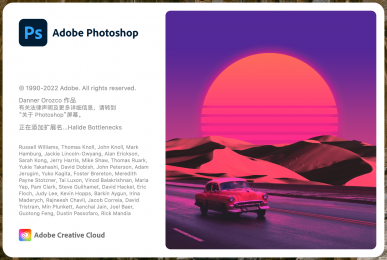 Ps Adobe Photoshop
© 1990-2022 Adobe. All rights reserved.
Danner Orozco 作品
有关法律声明及更多详细信息，请转到
"关于 Photoshop"屏幕。
正在添加扩展名...Halide Bottlenecks
Russell Williams, Thomas Knoll, John Knoll, Mark
Hamburg, Jackie Lincoln-Owyang, Alan Erickson,
Sarah Kong, Jerry Harris, Mike Shaw, Thomas Ruark,
Yukie Takahashi, David Dobish, John Peterson, Adam
Jerugim, Yuko Kagita, Foster Brereton, Meredith
Payne Stotzner, Tai Luxon, Vinod Balakrishnan, Maria
Yap, Pam Clark, Steve Guilhamet, David Hackel, Eric
Floch, Judy Lee, Kevin Hopps, Barkin Aygun, Irina
Maderych, Rajneesh Chavli, Jacob Correia, David
Tristram, Min Plunkett, Aanchal Jain, Joel Baer,
Guotong Feng, Dustin Passofaro, Rick Mandia
Adobe Creative Cloud